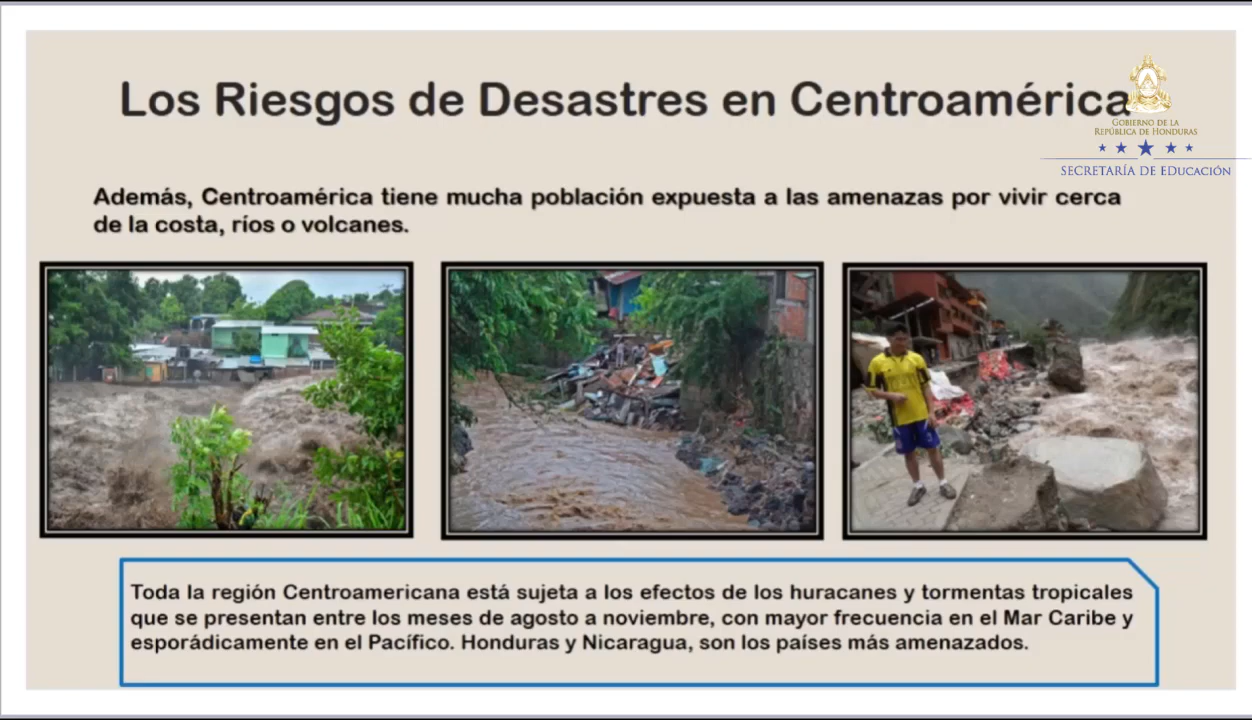 Los Riesgos de Desastres en Centroamérica
GOBIERNO DE LA
REPÚBLICA DE HONDURAS
SECRETARÍA DE EDUCACIÓN
Además, Centroamérica tiene mucha población expuesta a las amenazas por vivir cerca
de la costa, ríos o volcanes.
Toda la región Centroamericana está sujeta a los efectos de los huracanes y tormentas tropicales
que se presentan entre los meses de agosto a noviembre, con mayor frecuencia en el Mar Caribe y
esporádicamente en el Pacífico. Honduras y Nicaragua, son los países más amenazados.